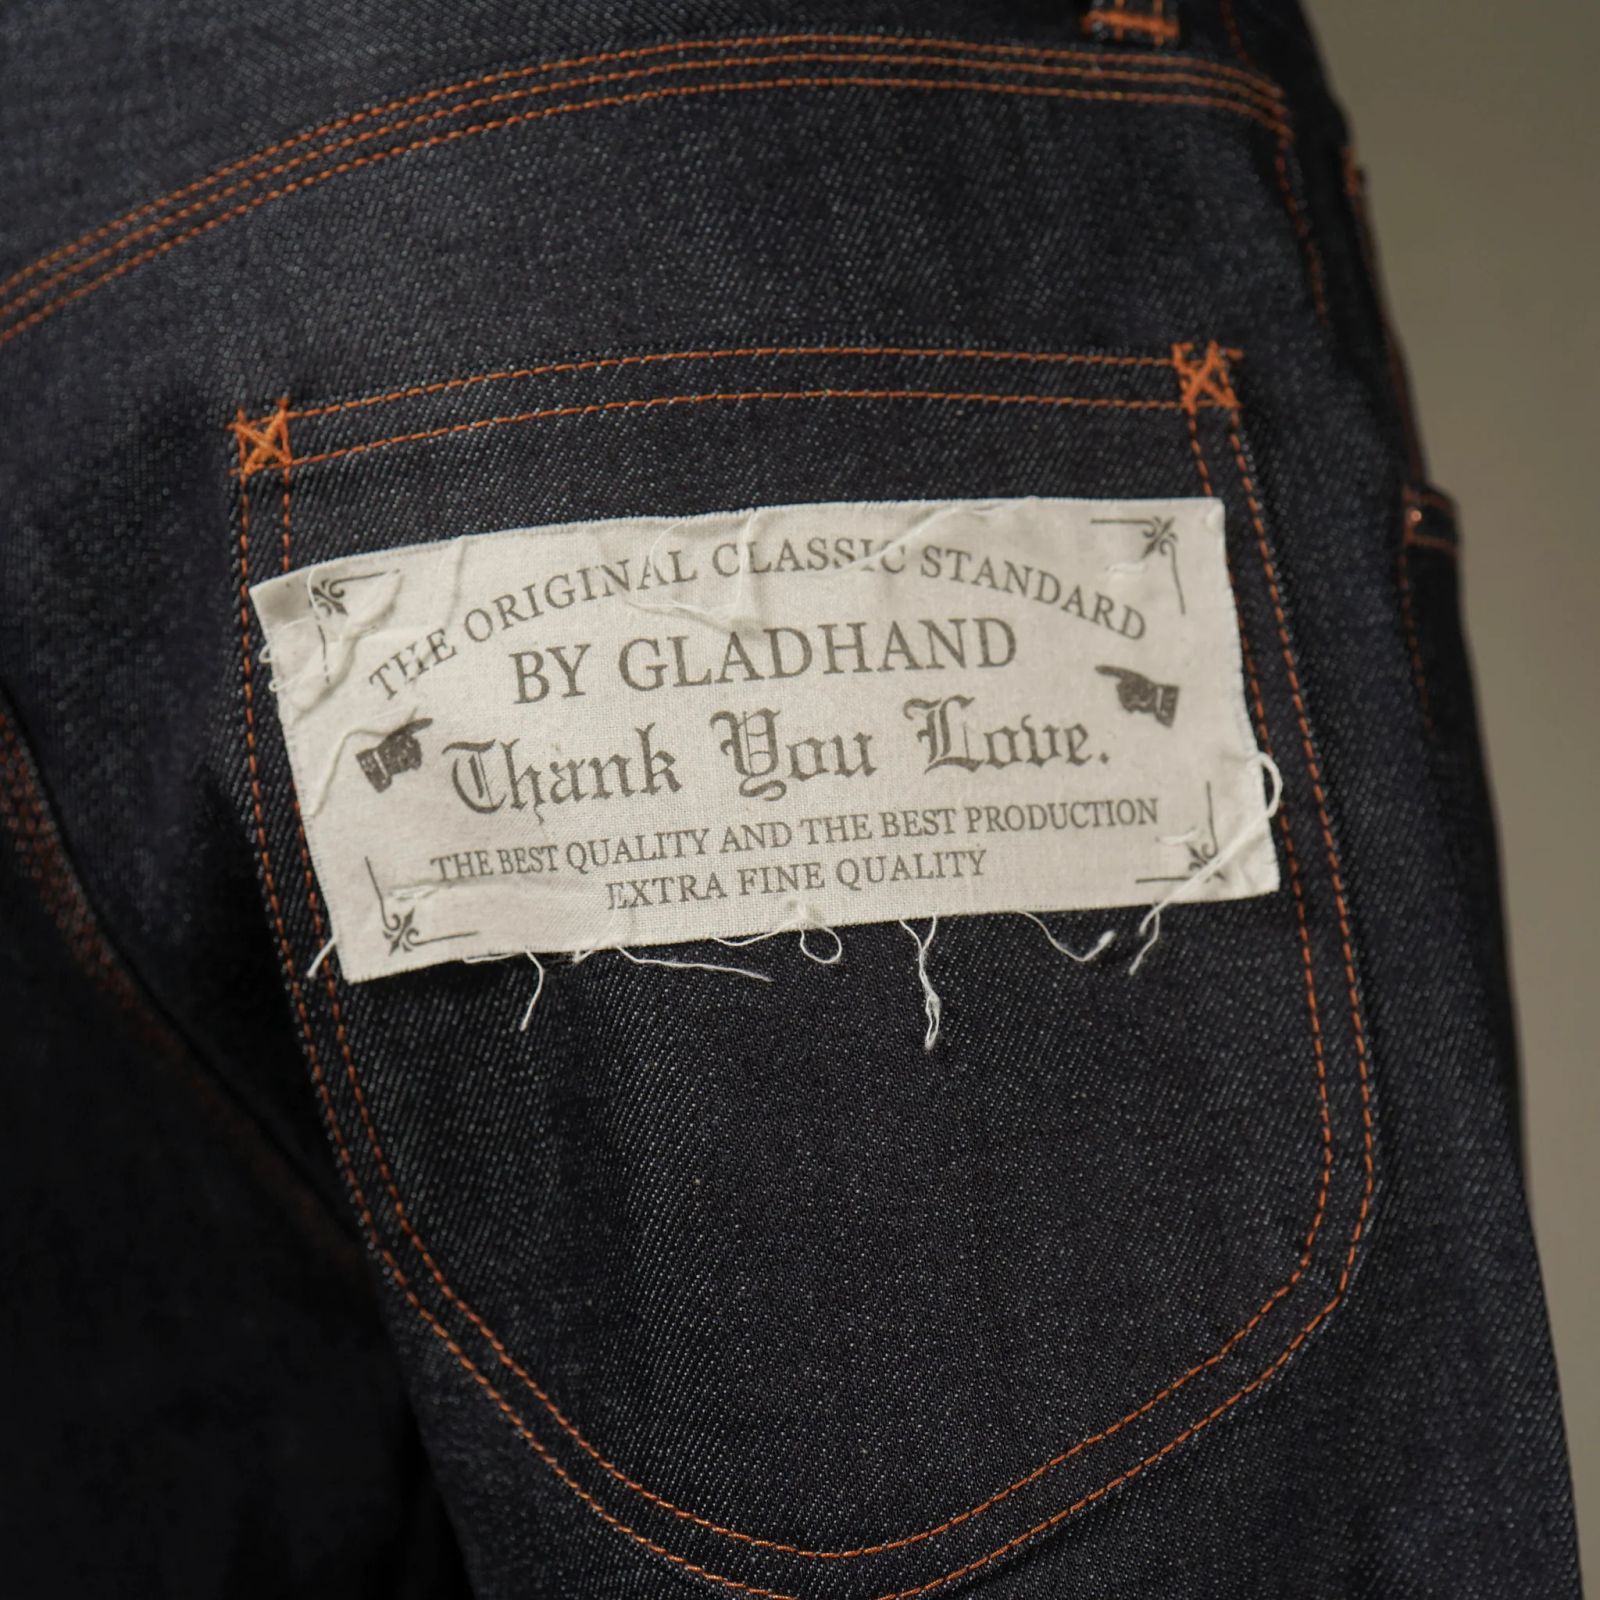 THE ORIGINAL CLASSIC STANDARD
BY GLADHAND
Thank You Love.
THE BEST QUALITY AND THE BEST PRODUCTION
EXTRA FINE QUALITY